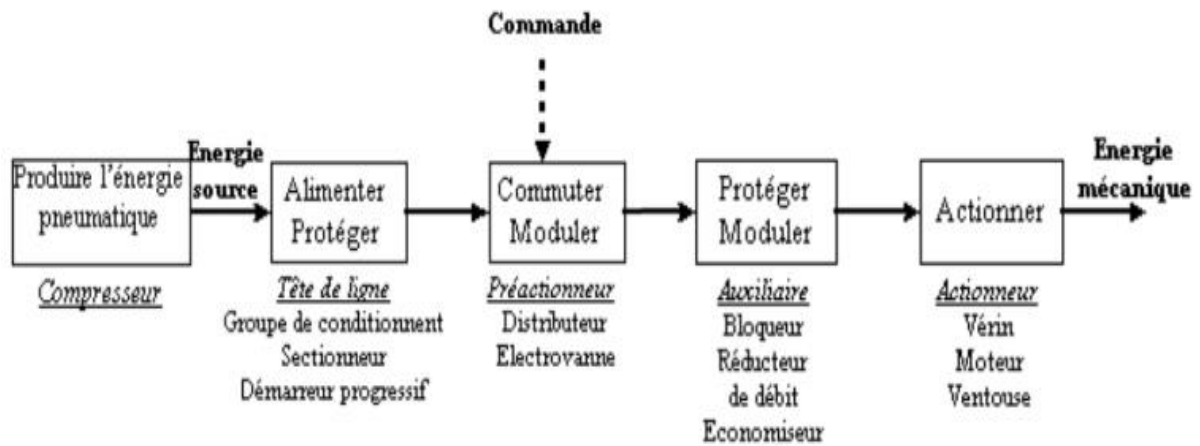 Commande
Produire l'énergie
pneumatique
Compresseur
Energie
source
Alimenter
Protéger
Tête de ligne
Groupe de conditionnent
Sectionneur
Démarreur progressif
Commuter
Moduler
Préactionneur
Distributeur
Electrovanne
Protéger
Moduler
Auxiliaire
Bloqueur
Réducteur
de débit
Economiseur
Actionner
Actionneur
Vérin
Moteur
Ventouse
Energie
mécanique